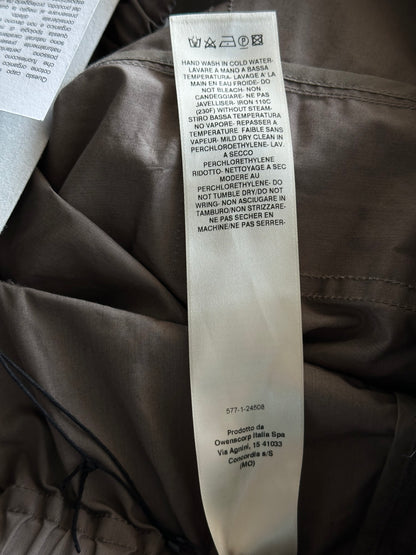 HAND WASH IN COLD WATER-
LAVARE A MANO A BASSA
TEMPERATURA- LAVAGE A LA
MAIN EN EAU FROIDE- DO
NOT BLEACH- NON
CANDEGGIARE- NE PAS
JAVELLISER- IRON 110C
(230F) WITHOUT STEAM-
STIRO BASSA TEMPERATURA
NO VAPORE- REPASSER A
TEMPERATURE FAIBLE SANS
VAPEUR- MILD DRY CLEAN IN
PERCHLOROETHYLENE- LAV.
A SECCO
PERCHLORETHYLENE
RIDOTTO- NETTOYAGE A SEC
MODERE AU
PERCHLORETHYLENE- DO
NOT TUMBLE DRY/DO NOT
WRING- NON ASCIUGARE IN
TAMBURO/NON STRIZZARE-
NE PAS SECHER EN
MACHINE/NE PAS SERRER-
577-1-24508
Prodotto da
Owenscorp Italia Spa
Via Agnini, 15 41033
Concordia s/S
(MO)
Questo capo